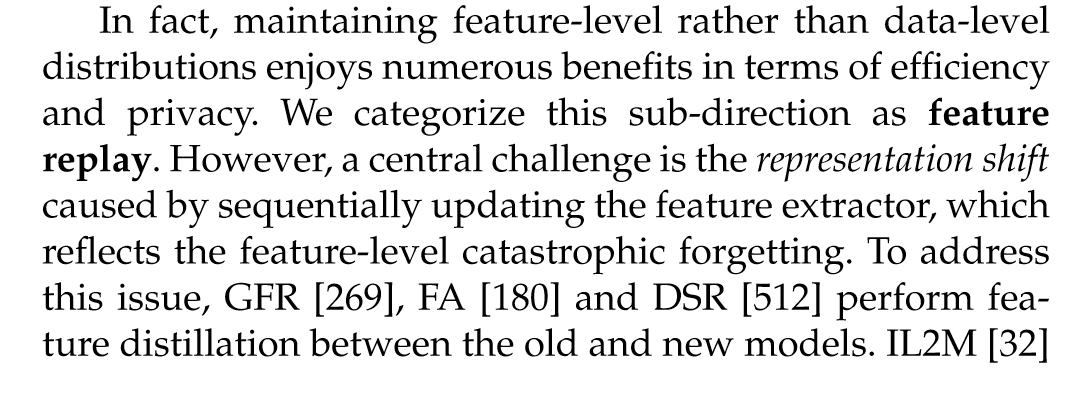 In fact, maintaining feature-level rather than data-level
distributions enjoys numerous benefits in terms of efficiency
and privacy. We categorize this sub-direction as feature
replay. However, a central challenge is the representation shift
caused by sequentially updating the feature extractor, which
reflects the feature-level catastrophic forgetting. To address
this issue, GFR [269], FA [180] and DSR [512] perform fea-
ture distillation between the old and new models. IL2M [32]